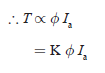 ∴ T ∝ ϕ Iₐ
= K ϕ Iₐ